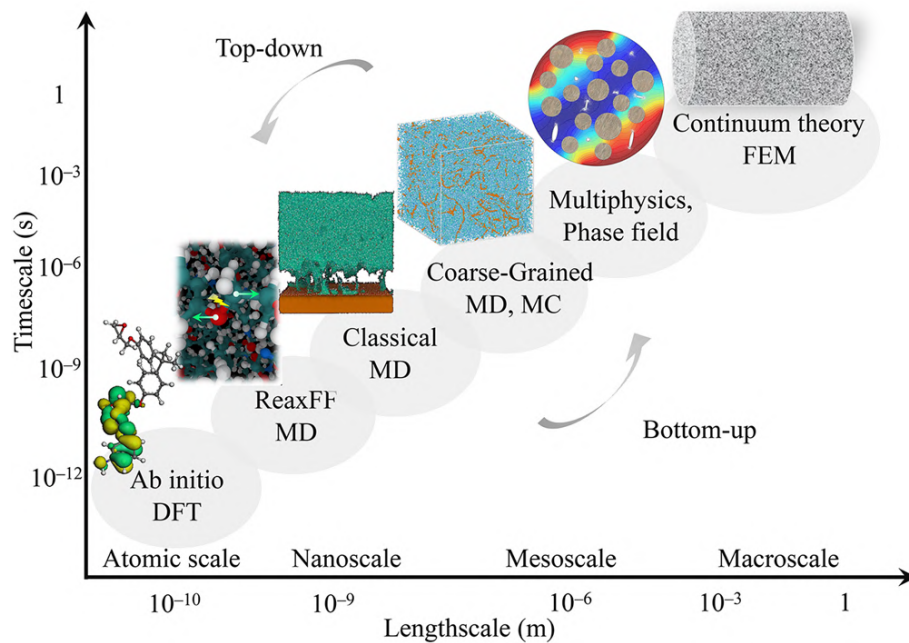 Top-down
Continuum theory
FEM
Multiphysics,
Phase field
Coarse-Grained
MD, MC
Classical
MD
ReaxFF
MD
Bottom-up
Ab initio
DFT
Timescale (s)
1
10⁻³
10⁻⁶
10⁻⁹
10⁻¹²
Atomic scale Nanoscale Mesoscale Macroscale
10⁻¹⁰ 10⁻⁹ 10⁻⁶ 10⁻³ 1
Lengthscale (m)